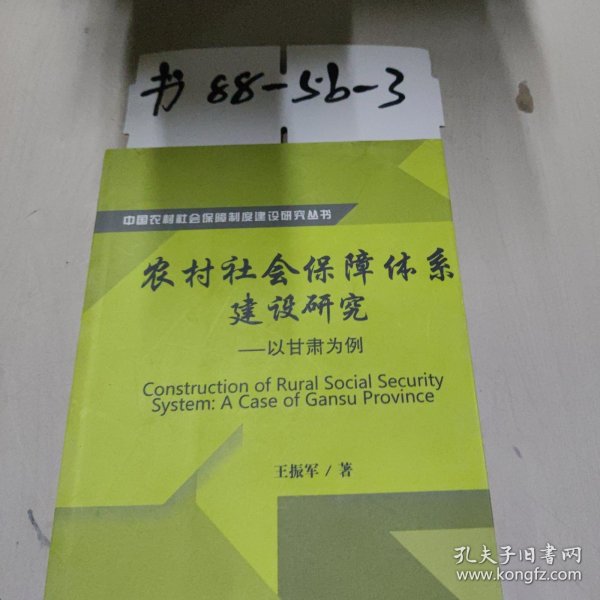 书 88-5b-3
中国农村社会保障制度建设研究丛书
农村社会保障体系
建设研究
——以甘肃为例
Construction of Rural Social Security
System: A Case of Gansu Province
王振军 / 著
孔夫子旧书网
www.kongfz.com